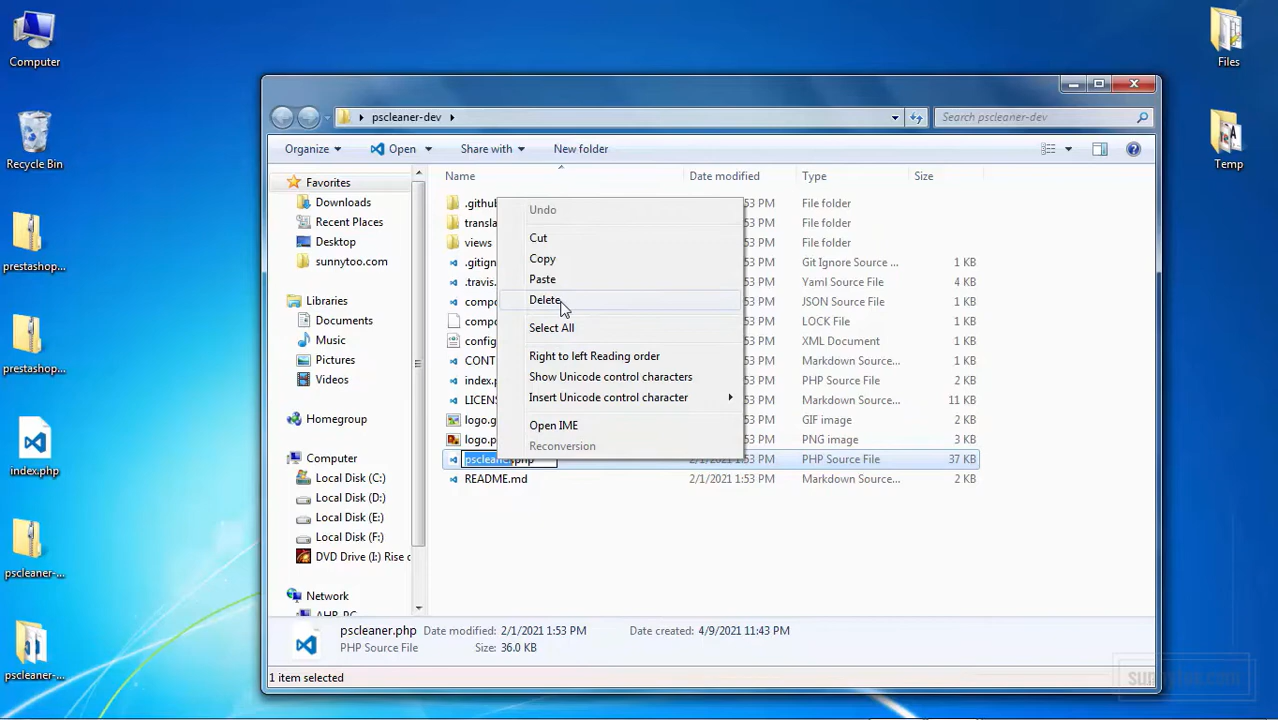 Computer
Files
Recycle Bin
Temp
prestashop...
prestashop...
index.php
pscleaner-...
pscleaner-...
pscleaner-dev
Search pscleaner-dev
Organize
Open
Share with
New folder
Name
Date modified
Type
Size
Favorites
Downloads
Recent Places
Desktop
sunnytoo.com
Libraries
Documents
Music
Pictures
Videos
Homegroup
Computer
Local Disk (C:)
Local Disk (D:)
Local Disk (E:)
Local Disk (F:)
DVD Drive (I:) Rise c
Network
AHR-PC
.github
:53 PM
File folder
transla
:53 PM
File folder
views
:53 PM
File folder
.gitign
:53 PM
Git Ignore Source ...
1 KB
.travis.
:53 PM
Yaml Source File
1 KB
compo
:53 PM
JSON Source File
1 KB
compo
:53 PM
LOCK File
1 KB
config
:53 PM
XML Document
1 KB
CONT
:53 PM
Markdown Source...
1 KB
index.p
:53 PM
PHP Source File
2 KB
LICEN
:53 PM
Markdown Source...
11 KB
logo.g
:53 PM
GIF image
2 KB
logo.p
:53 PM
PNG image
2 KB
pscleaner.php
2/1/2021 1:53 PM
PHP Source File
37 KB
README.md
2/1/2021 1:53 PM
Markdown Source...
2 KB
Undo
Cut
Copy
Paste
Delete
Select All
Right to left Reading order
Show Unicode control characters
Insert Unicode control character
Open IME
Reconversion
pscleaner.php
Date modified: 2/1/2021 1:53 PM
Date created: 4/9/2021 11:43 PM
PHP Source File
Size: 36.0 KB
1 item selected
sunnytoo.com